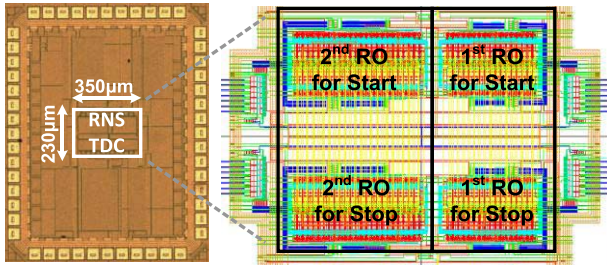 350μm
230μm
RNS
TDC
2nd RO
for Start
1st RO
for Start
2nd RO
for Stop
1st RO
for Stop